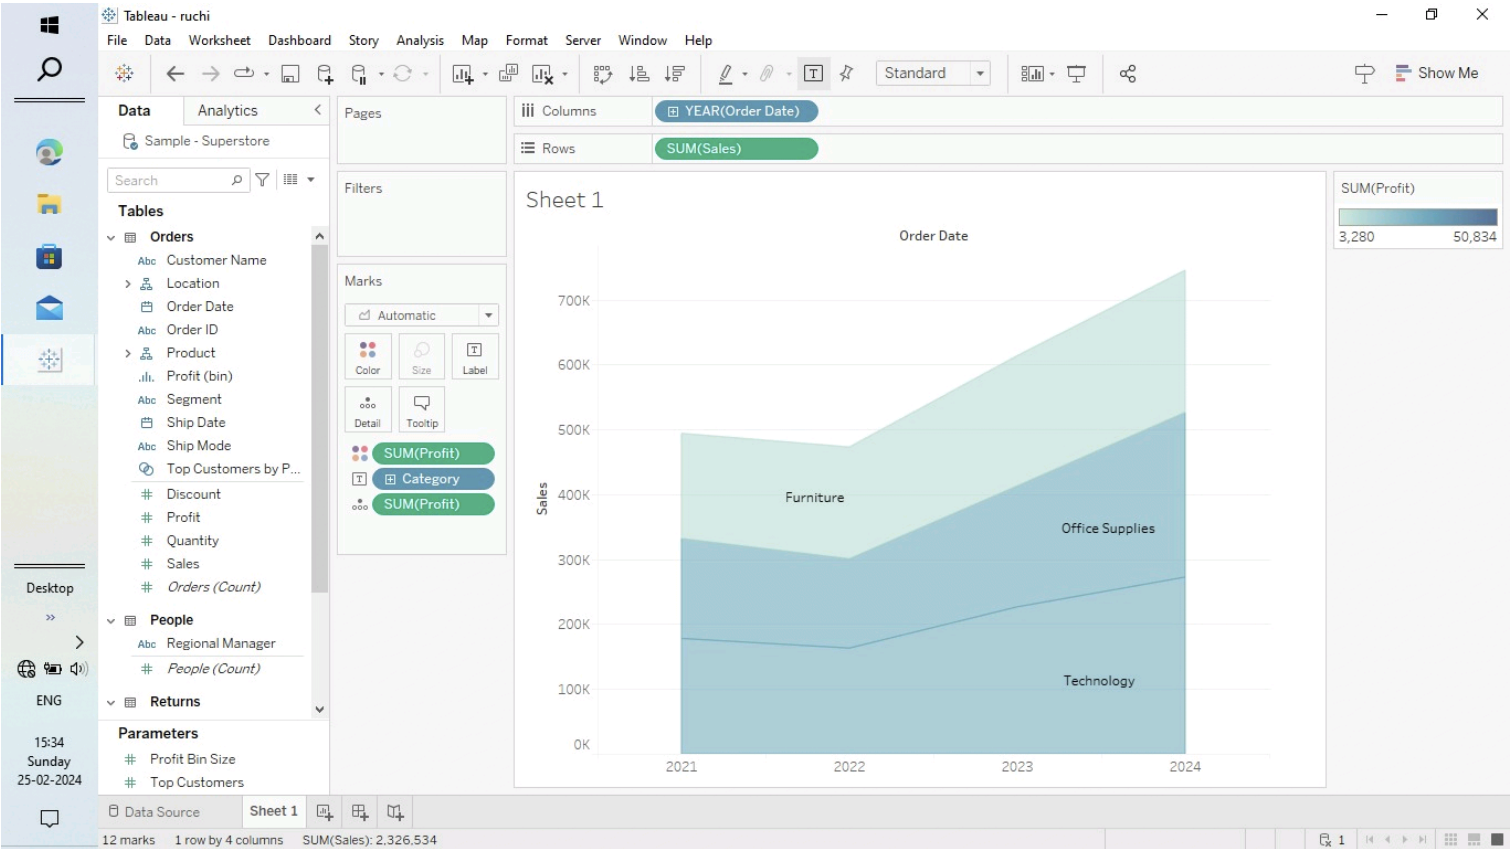 Tableau - ruchi
File Data Worksheet Dashboard Story Analysis Map Format Server Window Help
Standard
Show Me
Data Analytics
Sample - Superstore
Search
Tables
Orders
Abc Customer Name
Location
Order Date
Abc Order ID
Product
Profit (bin)
Abc Segment
Ship Date
Abc Ship Mode
Top Customers by P...
# Discount
# Profit
# Quantity
# Sales
# Orders (Count)
People
Abc Regional Manager
# People (Count)
Returns
Parameters
# Profit Bin Size
# Top Customers
Pages
Filters
Marks
Automatic
Color Size Label
Detail Tooltip
SUM(Profit)
Category
SUM(Profit)
Columns YEAR(Order Date)
Rows SUM(Sales)
Sheet 1
Order Date
Sales
700K
600K
500K
400K
300K
200K
100K
0K
Furniture
Office Supplies
Technology
2021 2022 2023 2024
SUM(Profit)
3,280 50,834
Desktop
ENG
15:34
Sunday
25-02-2024
Data Source Sheet 1
12 marks 1 row by 4 columns SUM(Sales): 2,326,534
1